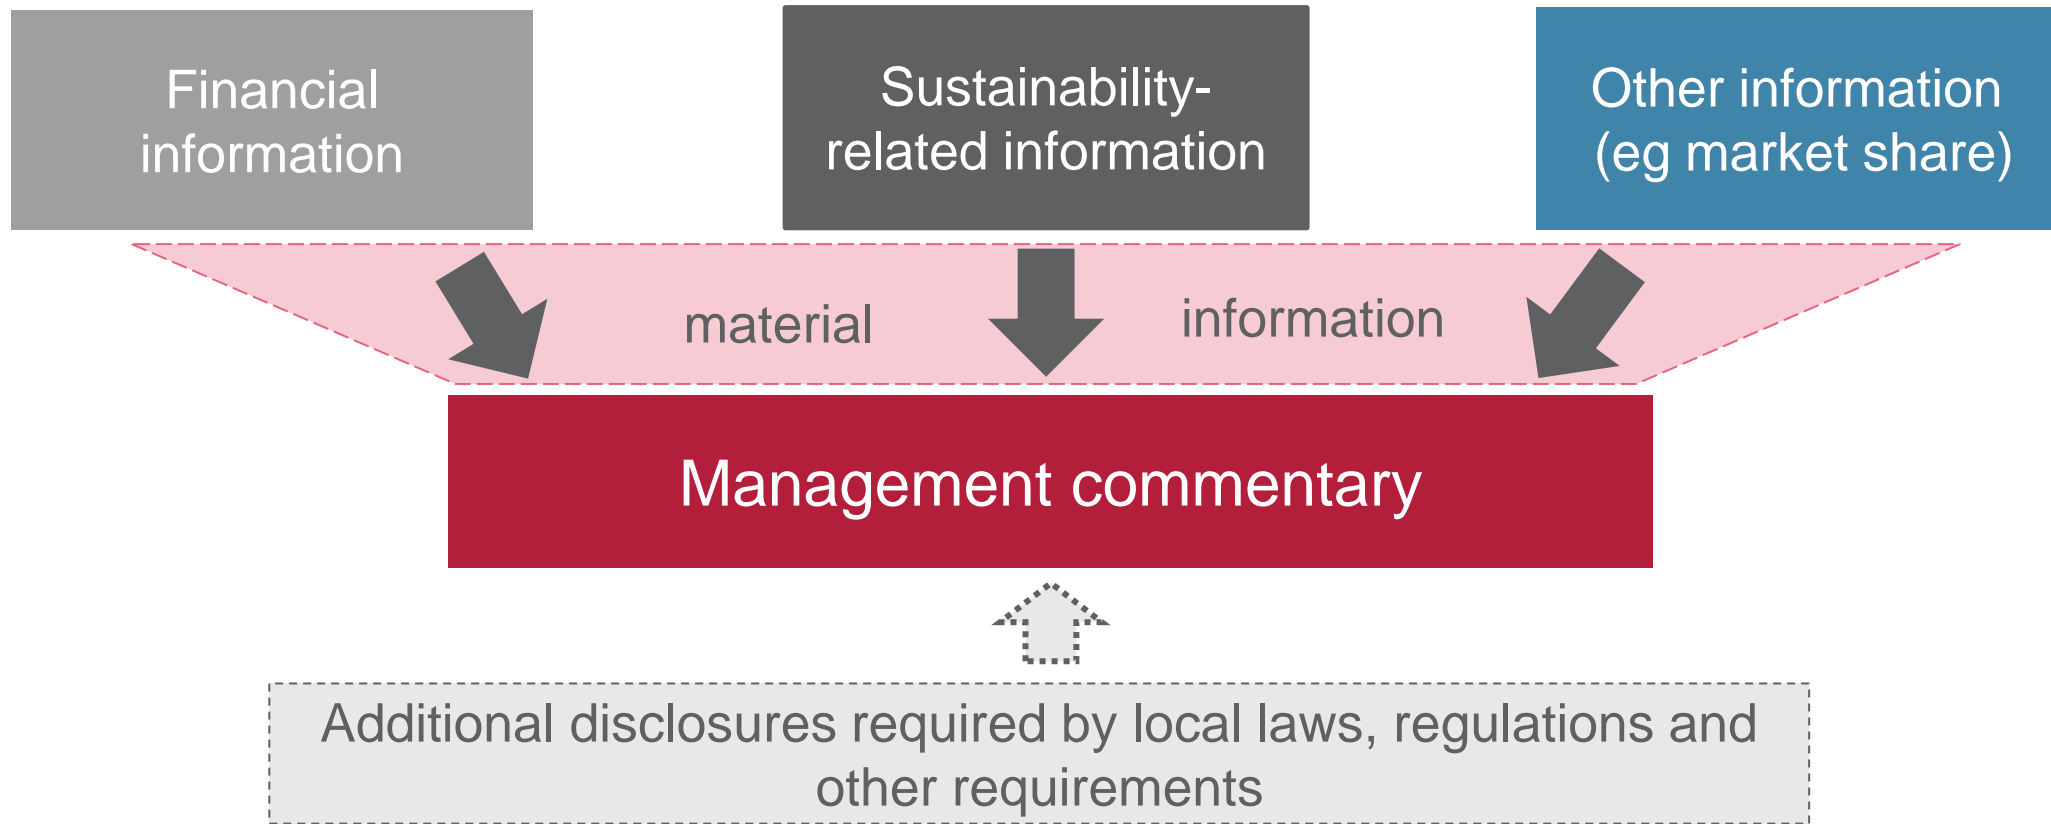 Financial
information
Sustainability-
related information
Other information
(eg market share)
material
information
Management commentary
Additional disclosures required by local laws, regulations and
other requirements